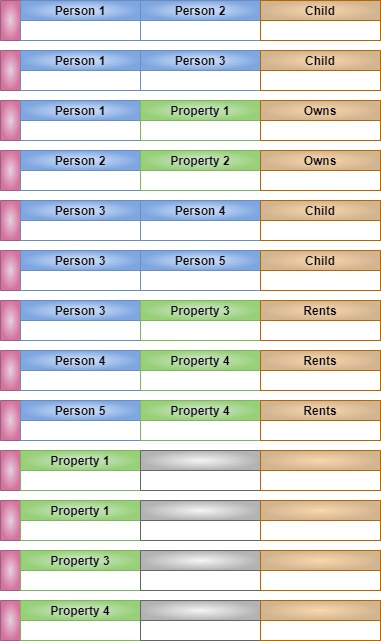 Person 1 Person 2 Child
Person 1 Person 3 Child
Person 1 Property 1 Owns
Person 2 Property 2 Owns
Person 3 Person 4 Child
Person 3 Person 5 Child
Person 3 Property 3 Rents
Person 4 Property 4 Rents
Person 5 Property 4 Rents
Property 1
Property 1
Property 3
Property 4